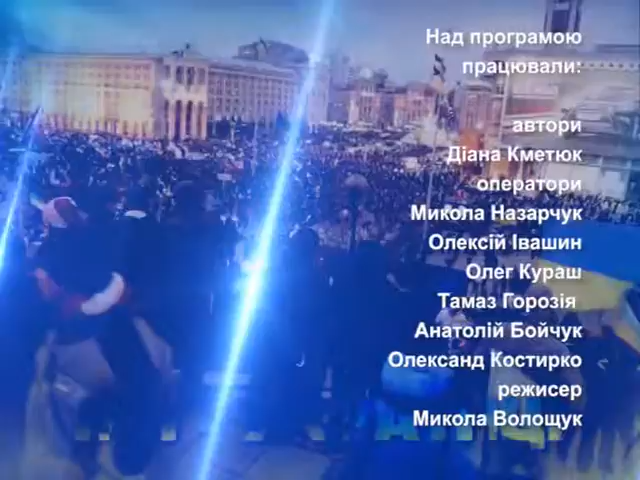 Над програмою
працювали:
автори
Діана Кметюк
оператори
Микола Назарчук
Олексій Івашин
Олег Кураш
Тамаз Горозія
Анатолій Бойчук
Олександ Костирко
режисер
Микола Волощук